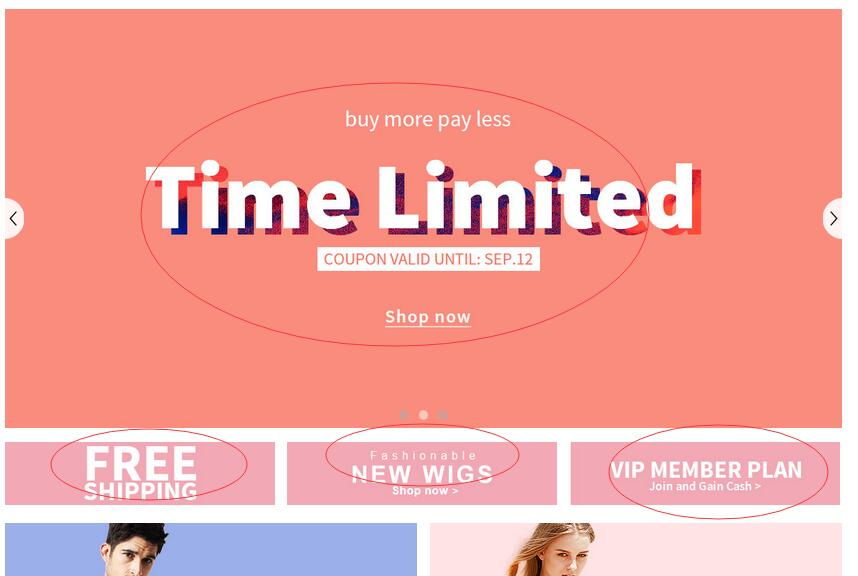 buy more pay less
Time Limited
COUPON VALID UNTIL: SEP.12
Shop now
FREE
SHIPPING
Fashionable
NEW WIGS
Shop now >
VIP MEMBER PLAN
Join and Gain Cash >